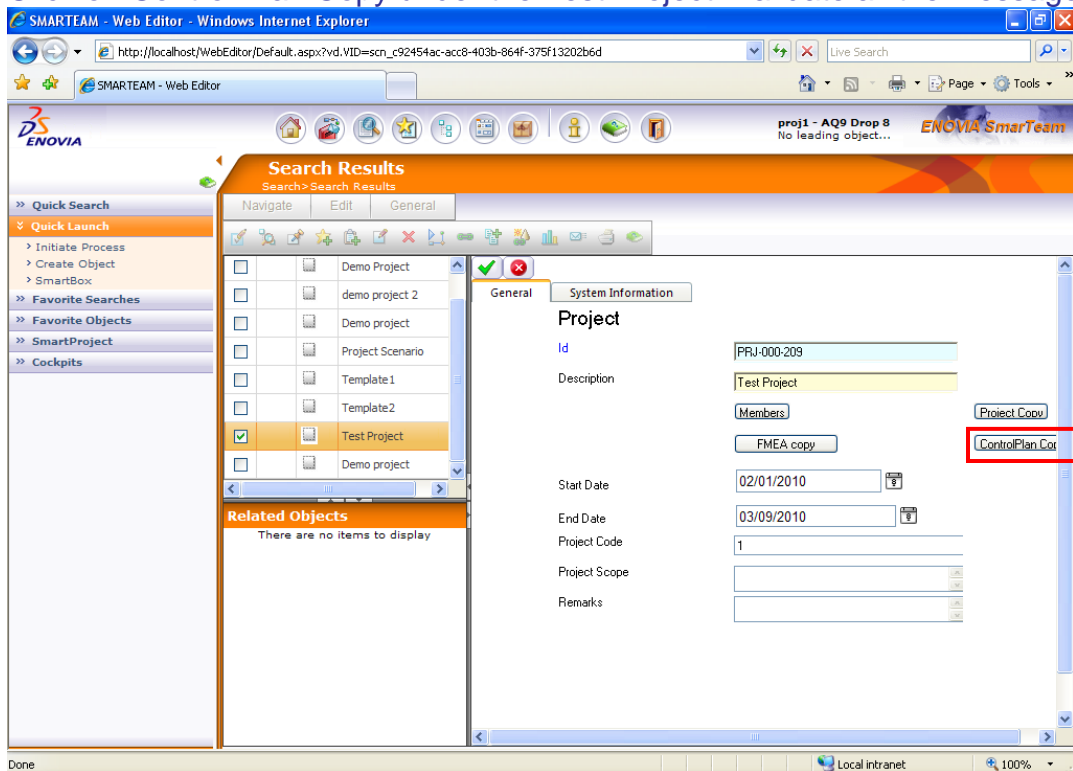 SMARTEAM - Web Editor - Windows Internet Explorer
http://localhost/WebEditor/Default.aspx?vd.VID=scn_c92454ac-acc8-403b-864f-375f13202b6d
Live Search
SMARTEAM - Web Editor
Page
Tools
ENOVIA
proj1 - AQ9 Drop 8
No leading object...
ENOVIA SmarTeam
Search Results
Search>Search Results
Quick Search
Quick Launch
Initiate Process
Create Object
SmartBox
Favorite Searches
Favorite Objects
SmartProject
Cockpits
Navigate Edit General
Demo Project
demo project 2
Demo project
Project Scenario
Template1
Template2
Test Project
Demo project
Related Objects
There are no items to display
General System Information
Project
Id PRJ-000-209
Description Test Project
Members Project Copy
FMEA copy ControlPlan Cop
Start Date 02/01/2010
End Date 03/09/2010
Project Code 1
Project Scope
Remarks
Done Local intranet 100%